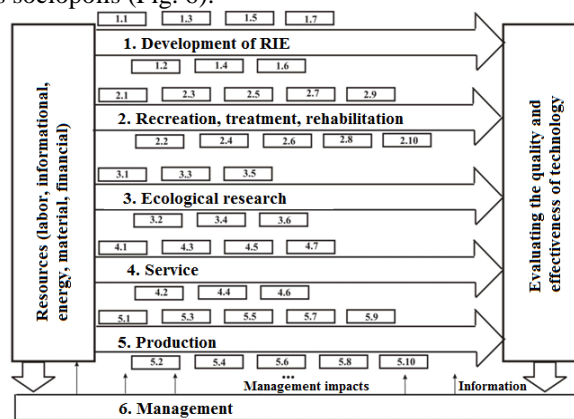 s sociopolis (Fig. 6).
1.1 1.3 1.5 1.7
1. Development of RIE
1.2 1.4 1.6
2.1 2.3 2.5 2.7 2.9
2. Recreation, treatment, rehabilitation
2.2 2.4 2.6 2.8 2.10
3.1 3.3 3.5
3. Ecological research
3.2 3.4 3.6
4.1 4.3 4.5 4.7
4. Service
4.2 4.4 4.6
5.1 5.3 5.5 5.7 5.9
5. Production
5.2 5.4 5.6 5.8 5.10
...
Management impacts
Information
6. Management
Resources (labor, informational,
energy, material, financial)
Evaluating the quality and
effectiveness of technology